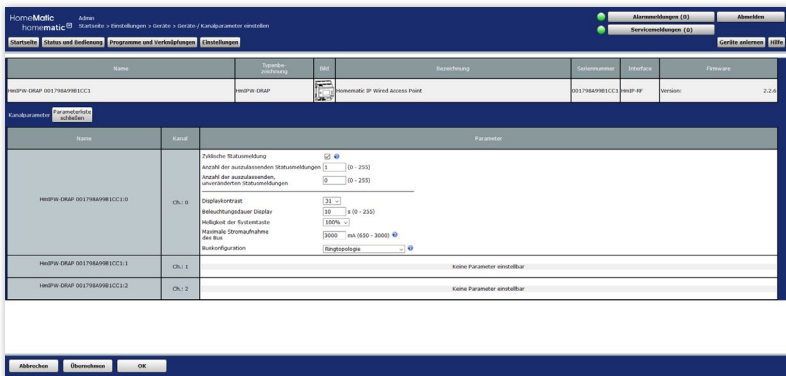 HomeMatic Admin
homematic IP Startseite > Einstellungen > Geräte > Geräte / Kanalparameter einstellen
Alarmmeldungen (0) Abmelden
Servicemeldungen (0)
Startseite Status und Bedienung Programme und Verknüpfungen Einstellungen Geräte anlernen Hilfe
Name Typenbe-zeichnung Bild Bezeichnung Seriennummer Interface Firmware
HmIPW-DRAP 001798A99B1CC1 HmIPW-DRAP Homematic IP Wired Access Point 001798A99B1CC1 HmIP-RF Version: 2.2.6
Kanalparameter Parameterliste schließen
Name Kanal Parameter
HmIPW-DRAP 001798A99B1CC1:0 Ch.: 0
Zyklische Statusmeldung
Anzahl der auszulassenden Statusmeldungen 1 (0 - 255)
Anzahl der auszulassenden,
unveränderten Statusmeldungen 0 (0 - 255)
Displaykontrast 31
Beleuchtungsdauer Display 10 s (0 - 255)
Helligkeit der Systemtaste 100%
Maximale Stromaufnahme
des Bus 3000 mA (650 - 3000)
Buskonfiguration Ringtopologie
HmIPW-DRAP 001798A99B1CC1:1 Ch.: 1 Keine Parameter einstellbar
HmIPW-DRAP 001798A99B1CC1:2 Ch.: 2 Keine Parameter einstellbar
Abbrechen Übernehmen OK